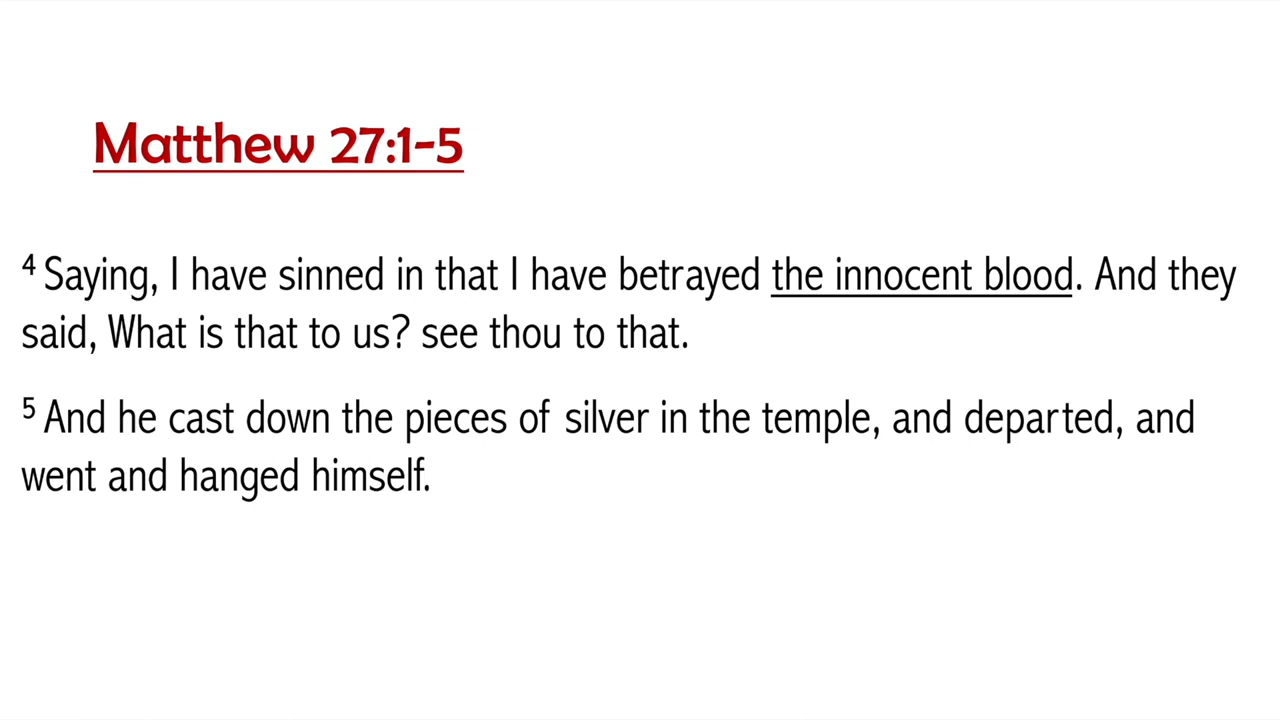 Matthew 27:1-5
4 Saying, I have sinned in that I have betrayed the innocent blood. And they
said, What is that to us? see thou to that.
5 And he cast down the pieces of silver in the temple, and departed, and
went and hanged himself.